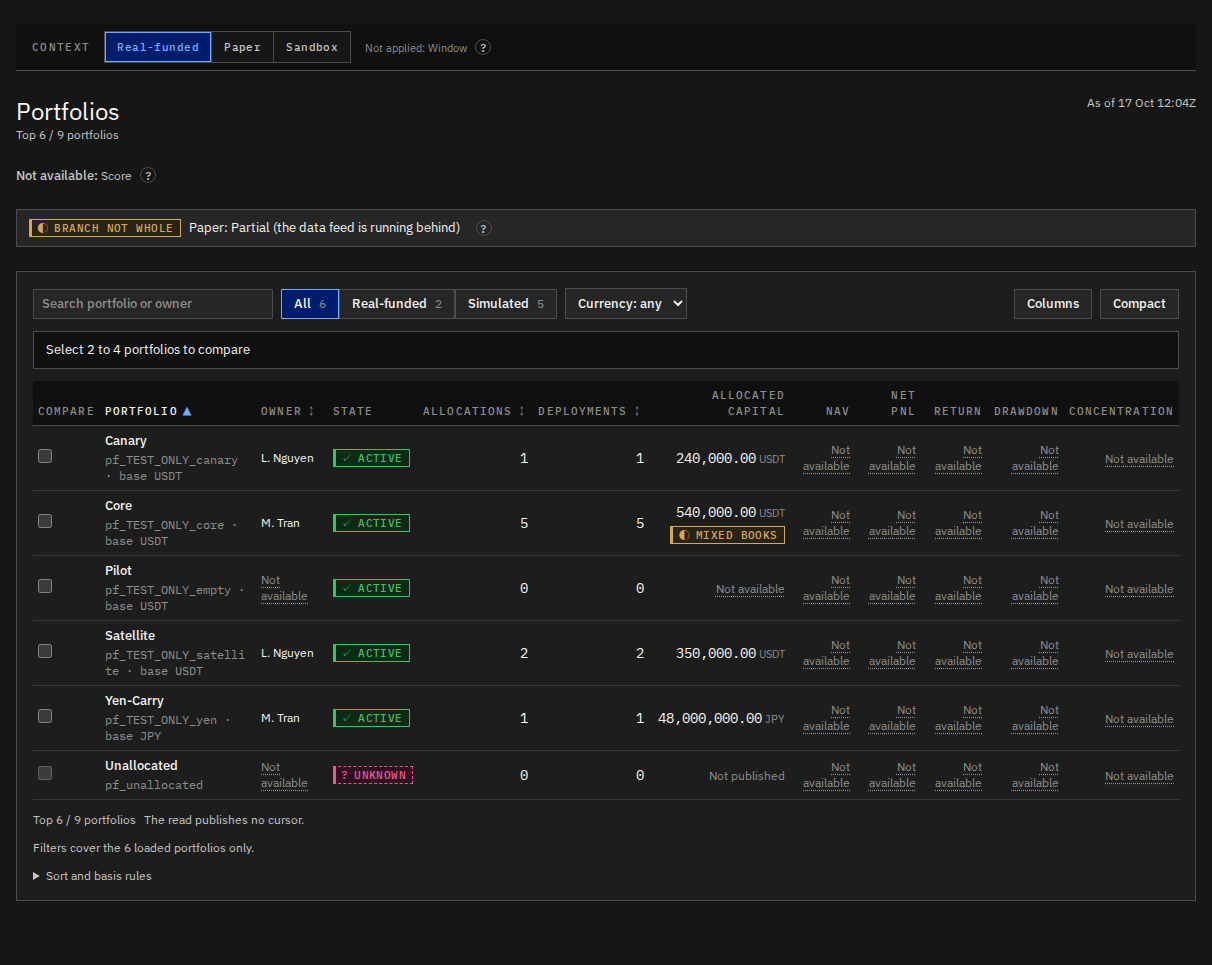 CONTEXT Real-funded Paper Sandbox Not applied: Window ?
Portfolios
As of 17 Oct 12:04Z
Top 6 / 9 portfolios
Not available: Score ?
BRANCH NOT WHOLE Paper: Partial (the data feed is running behind) ?
Search portfolio or owner All 6 Real-funded 2 Simulated 5 Currency: any Columns Compact
Select 2 to 4 portfolios to compare
COMPARE PORTFOLIO ▲ OWNER ↕ STATE ALLOCATIONS ↕ DEPLOYMENTS ↕ ALLOCATED CAPITAL NAV NET PNL RETURN DRAWDOWN CONCENTRATION
Canary
pf_TEST_ONLY_canary
· base USDT
L. Nguyen ✓ ACTIVE 1 1 240,000.00 USDT Not available Not available Not available Not available Not available
Core
pf_TEST_ONLY_core ·
base USDT
M. Tran ✓ ACTIVE 5 5 540,000.00 USDT
MIXED BOOKS
Not available Not available Not available Not available Not available
Pilot
pf_TEST_ONLY_empty ·
base USDT
Not available ✓ ACTIVE 0 0 Not available Not available Not available Not available Not available Not available
Satellite
pf_TEST_ONLY_satelli
te · base USDT
L. Nguyen ✓ ACTIVE 2 2 350,000.00 USDT Not available Not available Not available Not available Not available
Yen-Carry
pf_TEST_ONLY_yen ·
base JPY
M. Tran ✓ ACTIVE 1 1 48,000,000.00 JPY Not available Not available Not available Not available Not available
Unallocated
pf_unallocated
Not available ? UNKNOWN 0 0 Not published Not available Not available Not available Not available Not available
Top 6 / 9 portfolios The read publishes no cursor.
Filters cover the 6 loaded portfolios only.
▶ Sort and basis rules